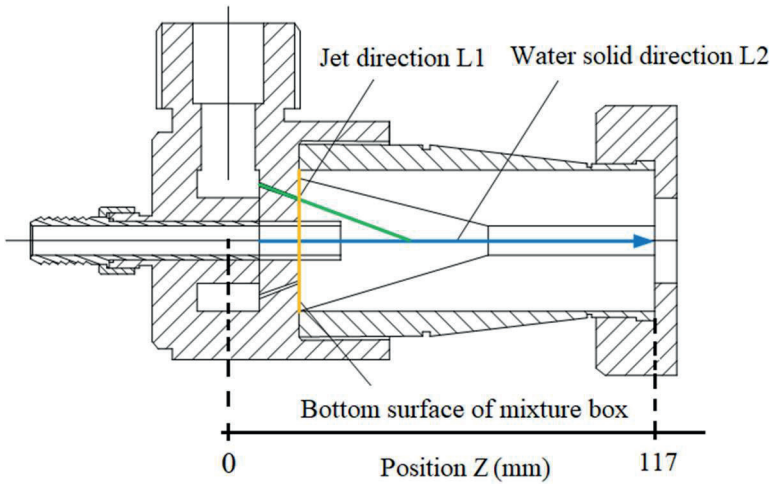 Jet direction L1
Water solid direction L2
Bottom surface of mixture box
0
Position Z (mm)
117